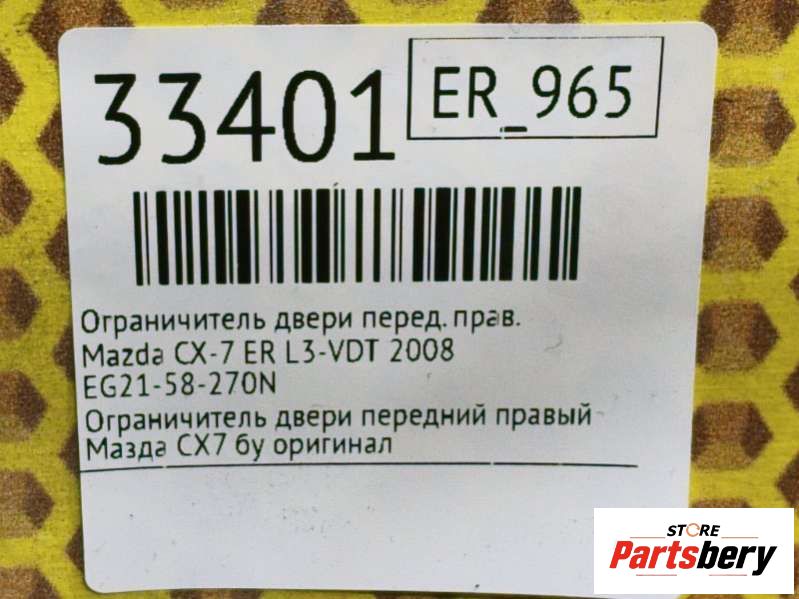 33401
ER_965
Ограничитель двери перед. прав.
Mazda CX-7 ER L3-VDT 2008
EG21-58-270N
Ограничитель двери передний правый
Мазда CX7 бу оригинал
STORE
Partsbery